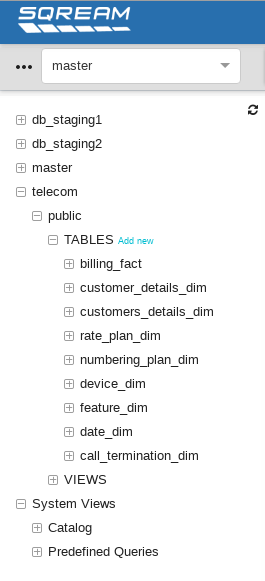 SQREAM
master
db_staging1
db_staging2
master
telecom
public
TABLES Add new
billing_fact
customer_details_dim
customers_details_dim
rate_plan_dim
numbering_plan_dim
device_dim
feature_dim
date_dim
call_termination_dim
VIEWS
System Views
Catalog
Predefined Queries